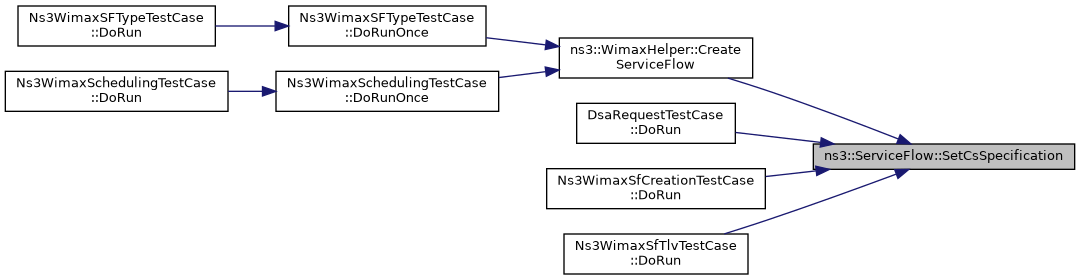 Ns3WimaxSFTypeTestCase
::DoRun
Ns3WimaxSFTypeTestCase
::DoRunOnce
ns3::WimaxHelper::Create
ServiceFlow
Ns3WimaxSchedulingTestCase
::DoRun
Ns3WimaxSchedulingTestCase
::DoRunOnce
DsaRequestTestCase
::DoRun
ns3::ServiceFlow::SetCsSpecification
Ns3WimaxSfCreationTestCase
::DoRun
Ns3WimaxSfTlvTestCase
::DoRun